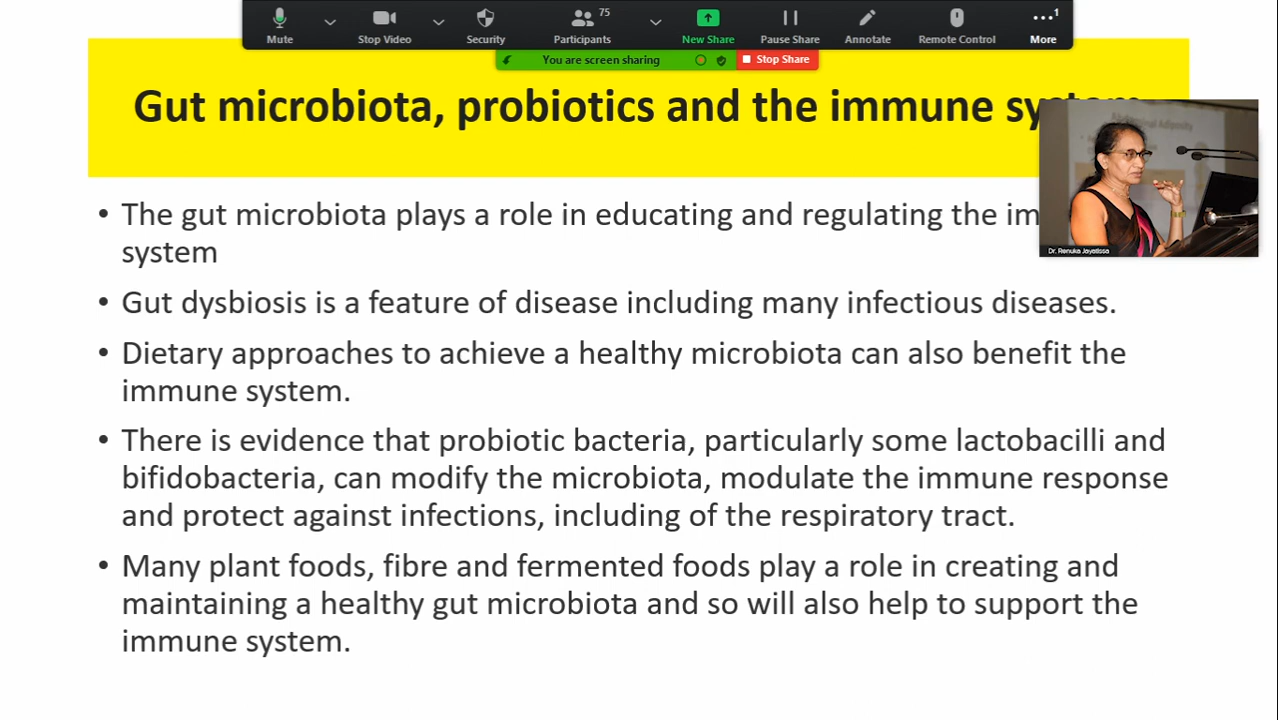 75
1
Mute
Stop Video
Security
Participants
New Share
Pause Share
Annotate
Remote Control
More
You are screen sharing
Stop Share
Gut microbiota, probiotics and the immune
Dr. Renuka Jayatissa
• The gut microbiota plays a role in educating and regulating the im
system
• Gut dysbiosis is a feature of disease including many infectious diseases.
• Dietary approaches to achieve a healthy microbiota can also benefit the
immune system.
• There is evidence that probiotic bacteria, particularly some lactobacilli and
bifidobacteria, can modify the microbiota, modulate the immune response
and protect against infections, including of the respiratory tract.
• Many plant foods, fibre and fermented foods play a role in creating and
maintaining a healthy gut microbiota and so will also help to support the
immune system.